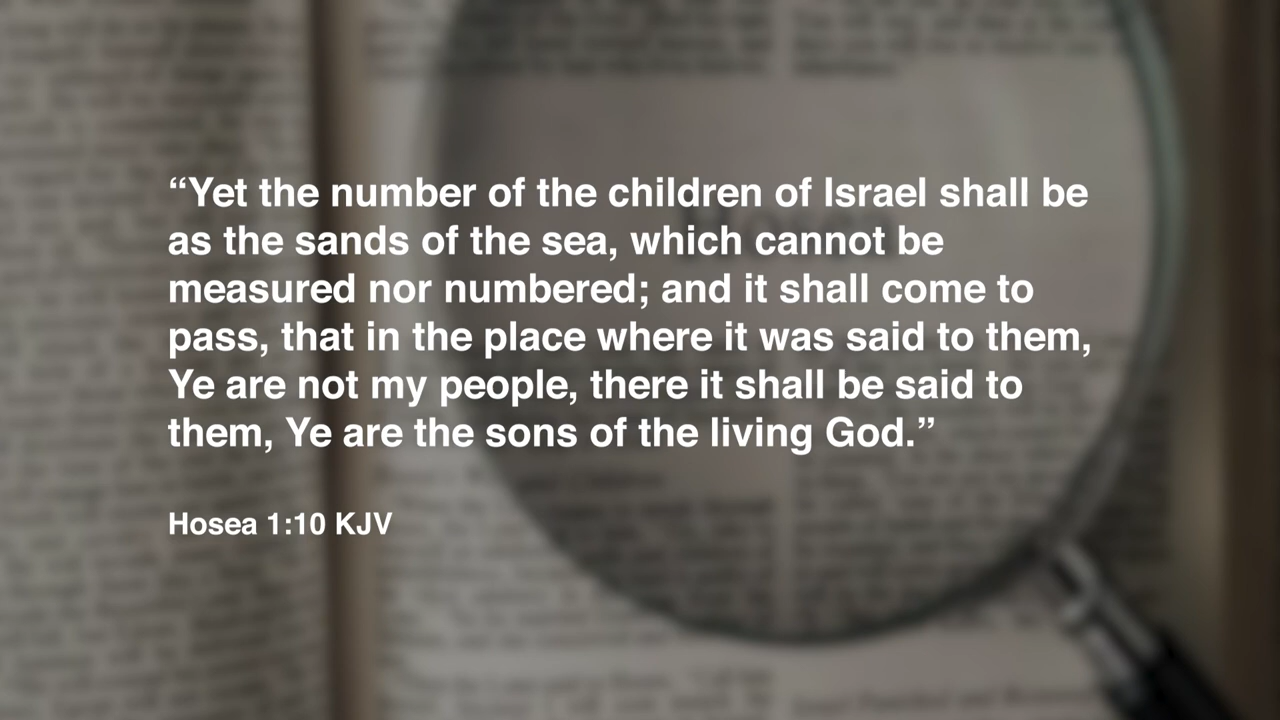 “Yet the number of the children of Israel shall be
as the sands of the sea, which cannot be
measured nor numbered; and it shall come to
pass, that in the place where it was said to them,
Ye are not my people, there it shall be said to
them, Ye are the sons of the living God.”
Hosea 1:10 KJV